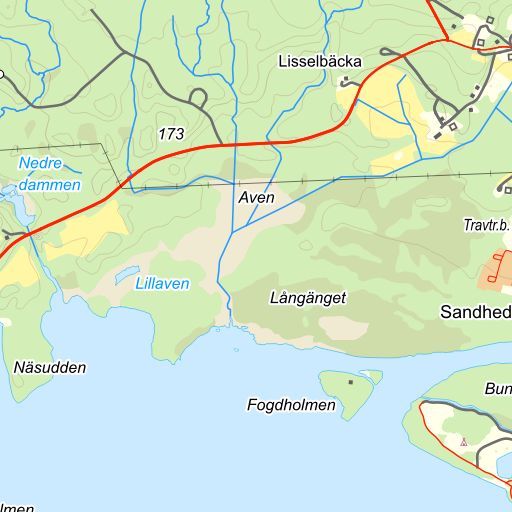 Lisselbäcka
173
Nedre
dammen
Aven
Travtr.b.
Lillaven
Långänget
Sandhed
Näsudden
Bun
Fogdholmen
lmen